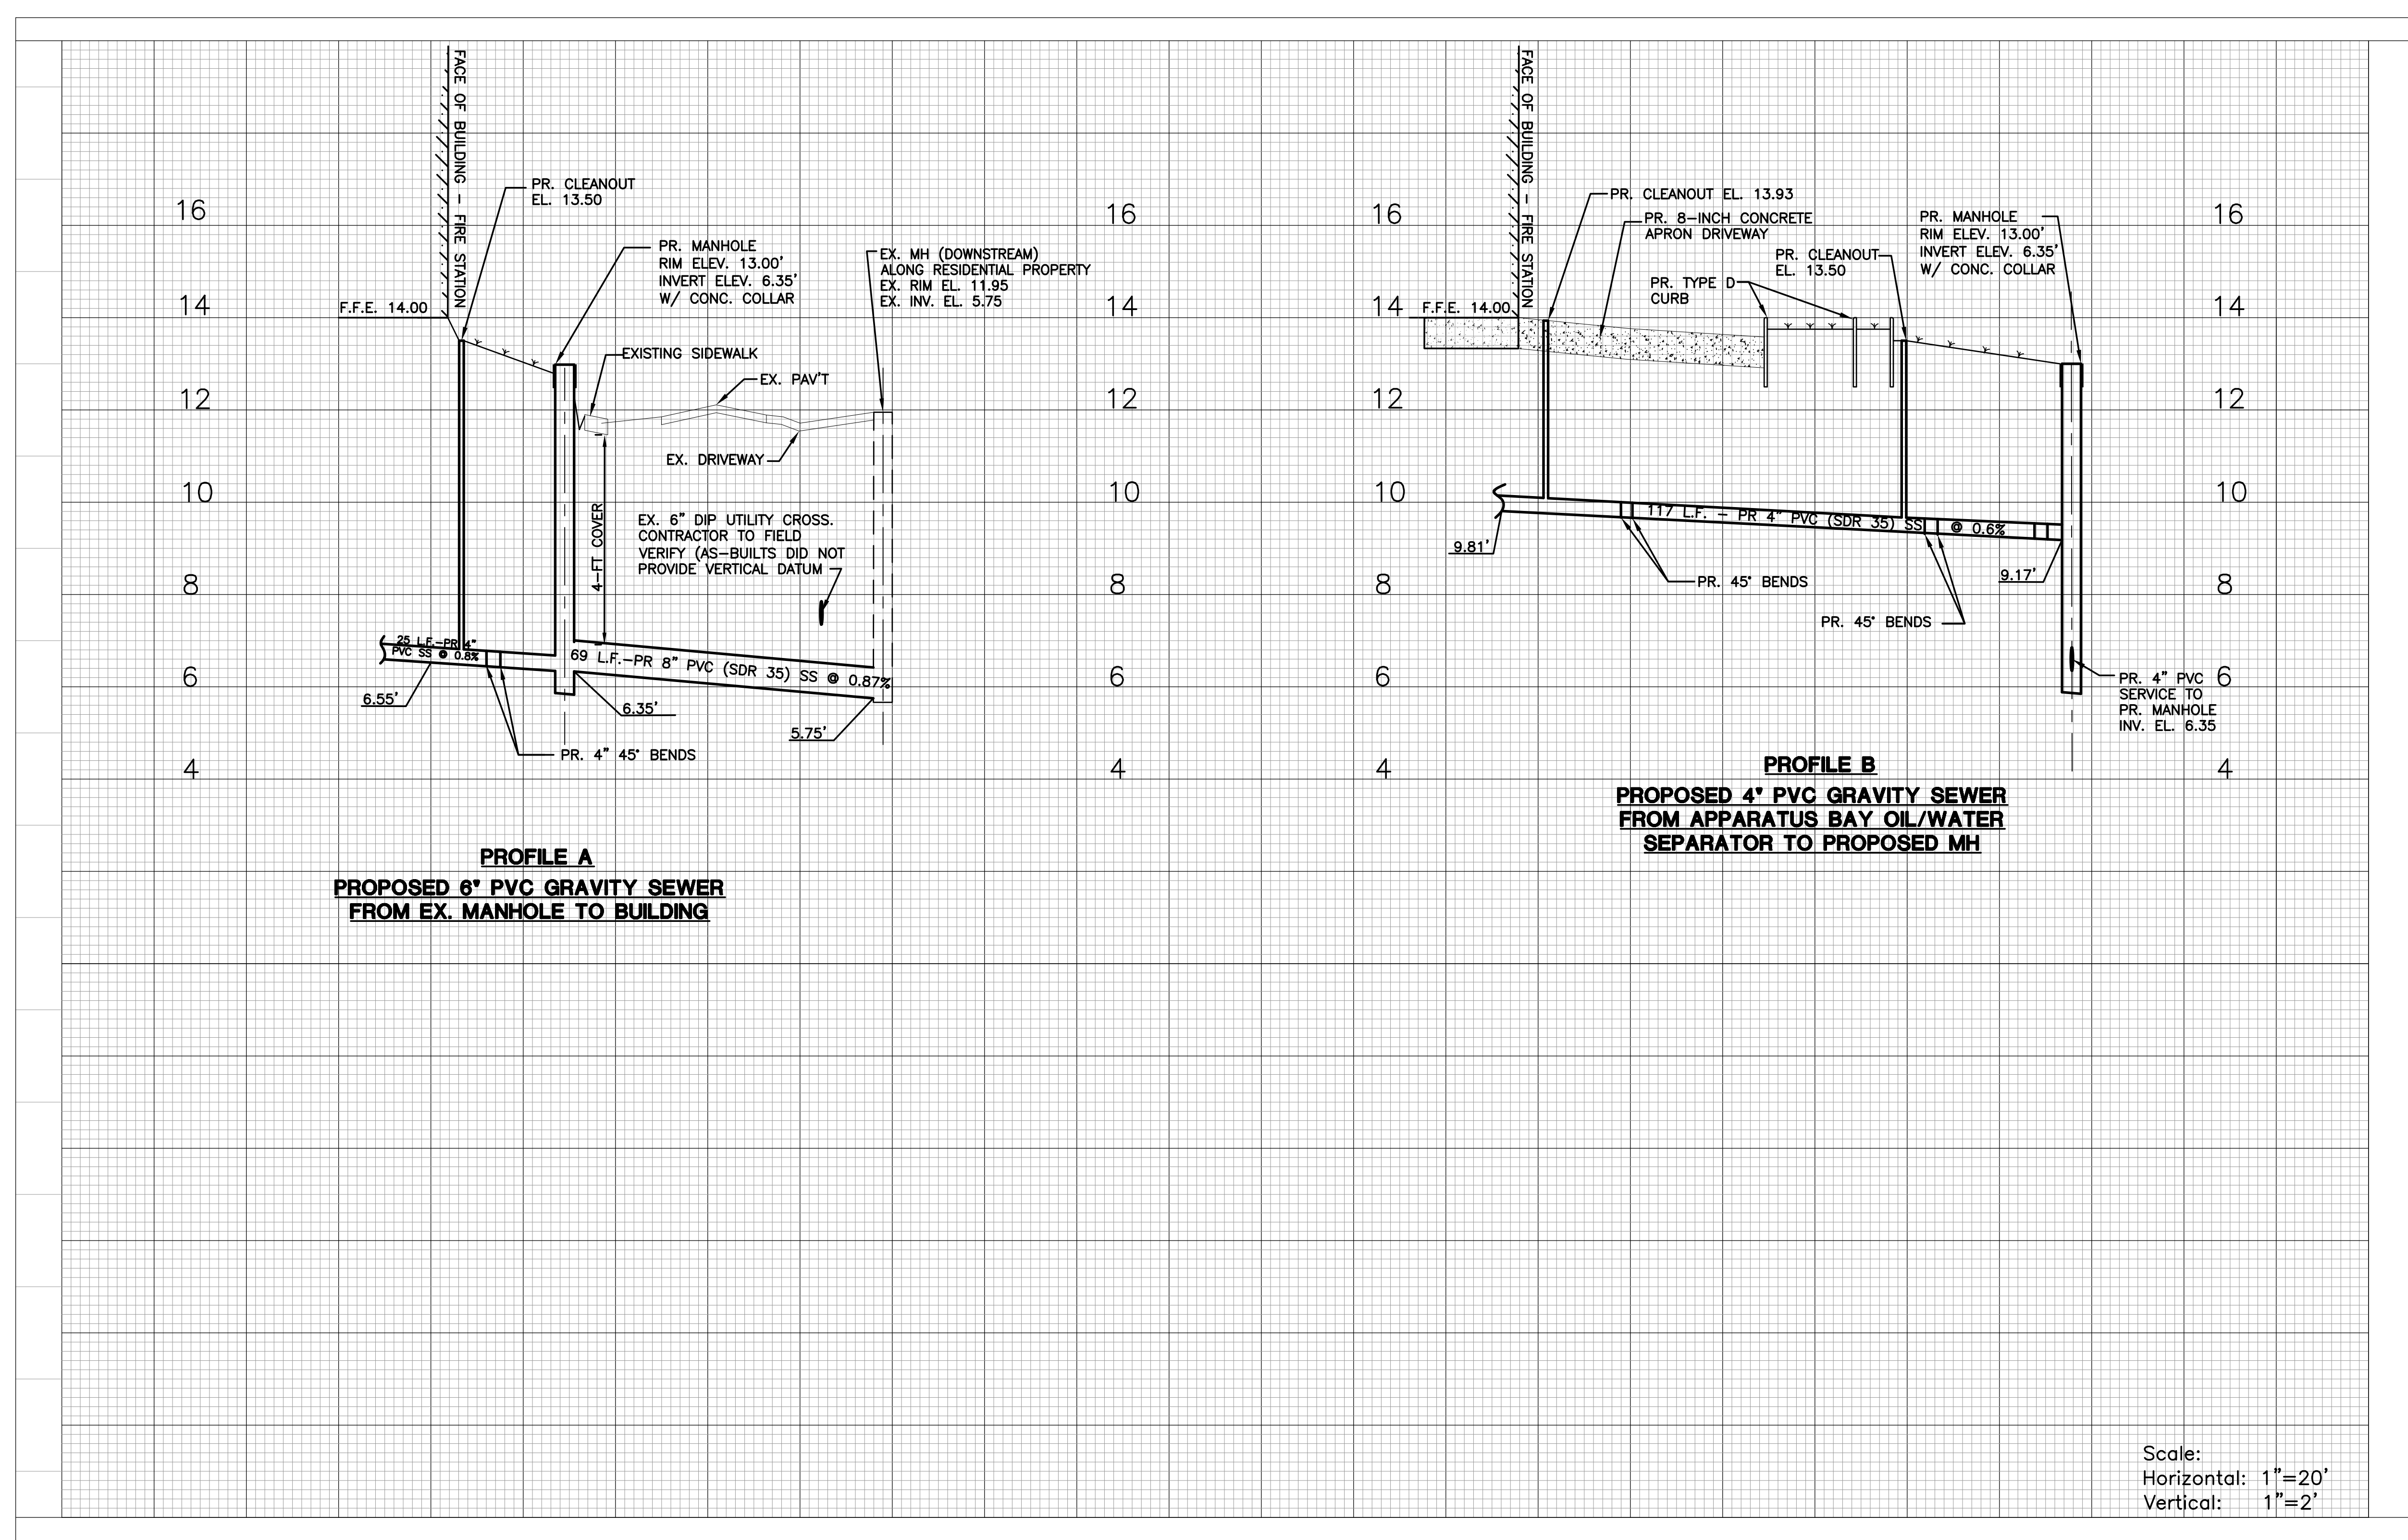 FACE OF BUILDING - FIRE STATION
PR. CLEANOUT
EL. 13.50
PR. MANHOLE
RIM ELEV. 13.00'
INVERT ELEV. 6.35'
W/ CONC. COLLAR
EX. MH (DOWNSTREAM)
ALONG RESIDENTIAL PROPERTY
EX. RIM EL. 11.95
EX. INV. EL. 5.75
F.F.E. 14.00
EXISTING SIDEWALK
EX. PAV'T
EX. DRIVEWAY
4-FT COVER
EX. 6" DIP UTILITY CROSS.
CONTRACTOR TO FIELD
VERIFY (AS-BUILTS DID NOT
PROVIDE VERTICAL DATUM
25 L.F.-PR 4"
PVC SS @ 0.8%
69 L.F.-PR 8" PVC (SDR 35) SS @ 0.87%
6.55'
6.35'
5.75'
PR. 4" 45° BENDS
16
14
12
10
8
6
4
16
14
12
10
8
6
4
PROFILE A
PROPOSED 6" PVC GRAVITY SEWER
FROM EX. MANHOLE TO BUILDING
16
14
12
10
8
6
4
FACE OF BUILDING - FIRE STATION
PR. CLEANOUT EL. 13.93
PR. 8-INCH CONCRETE
APRON DRIVEWAY
PR. CLEANOUT
EL. 13.50
PR. MANHOLE
RIM ELEV. 13.00'
INVERT ELEV. 6.35'
W/ CONC. COLLAR
PR. TYPE D
CURB
F.F.E. 14.00
117 L.F. - PR 4" PVC (SDR 35) SS @ 0.6%
9.81'
PR. 45° BENDS
9.17'
PR. 45° BENDS
PR. 4" PVC
SERVICE TO
PR. MANHOLE
INV. EL. 6.35
16
14
12
10
8
6
4
PROFILE B
PROPOSED 4" PVC GRAVITY SEWER
FROM APPARATUS BAY OIL/WATER
SEPARATOR TO PROPOSED MH
Scale:
Horizontal: 1"=20'
Vertical: 1"=2'